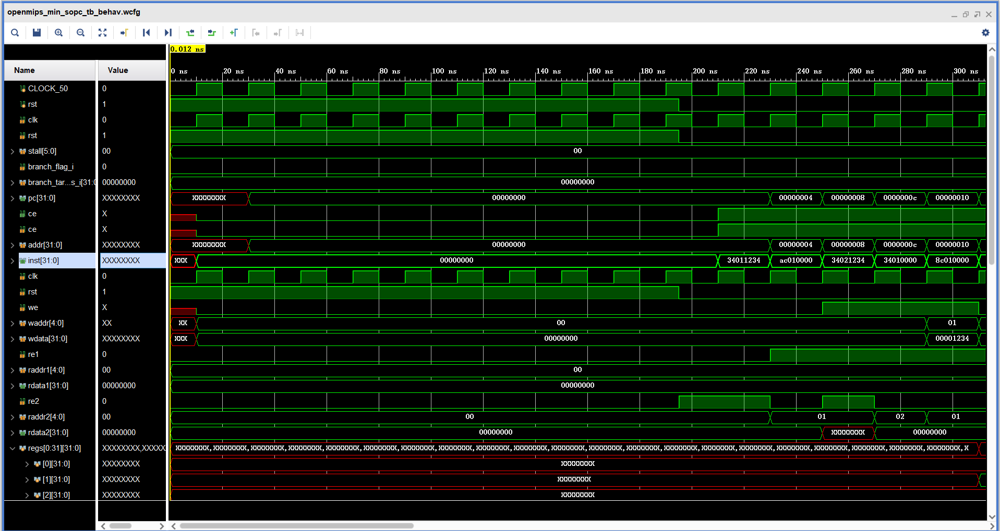 openmips_min_sopc_tb_behav.wcfg
0.012 ns
Name Value 0 ns 20 ns 40 ns 60 ns 80 ns 100 ns 120 ns 140 ns 160 ns 180 ns 200 ns 220 ns 240 ns 260 ns 280 ns 300 ns
CLOCK_50 0
rst 1
clk 0
rst 1
stall[5:0] 00 00
branch_flag_i 0
branch_tar...s_i[31:0 00000000 00000000
pc[31:0] XXXXXXXX XXXXXXXX 00000000 00000004 00000008 0000000c 00000010
ce X
ce X
addr[31:0] XXXXXXXX XXXXXXXX 00000000 00000004 00000008 0000000c 00000010
inst[31:0] XXXXXXXX XXX 00000000 34011234 ac010000 34021234 34010000 8c010000
clk 0
rst 1
we X
waddr[4:0] XX XX 00 01
wdata[31:0] XXXXXXXX XXX 00000000 00001234
re1 0
raddr1[4:0] 00 00
rdata1[31:0] 00000000 00000000
re2 0
raddr2[4:0] 00 00 01 02 01
rdata2[31:0] 00000000 00000000 XXXXXXXX 00000000
regs[0:31][31:0] XXXXXXXX,XXXXX XXXXXXXX,XXXXXXXX,XXXXXXXX,XXXXXXXX,XXXXXXXX,XXXXXXXX,XXXXXXXX,XXXXXXXX,XXXXXXXX,XXXXXXXX,XXXXXXXX,XXXXXXXX,XXXXXXXX,XXXXXXXX,XXXXXXXX,XXXXXXXX,XXXXXXXX,XXXXXXXX,XXXXXXXX,XXXXXXXX,XXXXXXXX,X
[0][31:0] XXXXXXXX XXXXXXXX
[1][31:0] XXXXXXXX XXXXXXXX
[2][31:0] XXXXXXXX XXXXXXXX